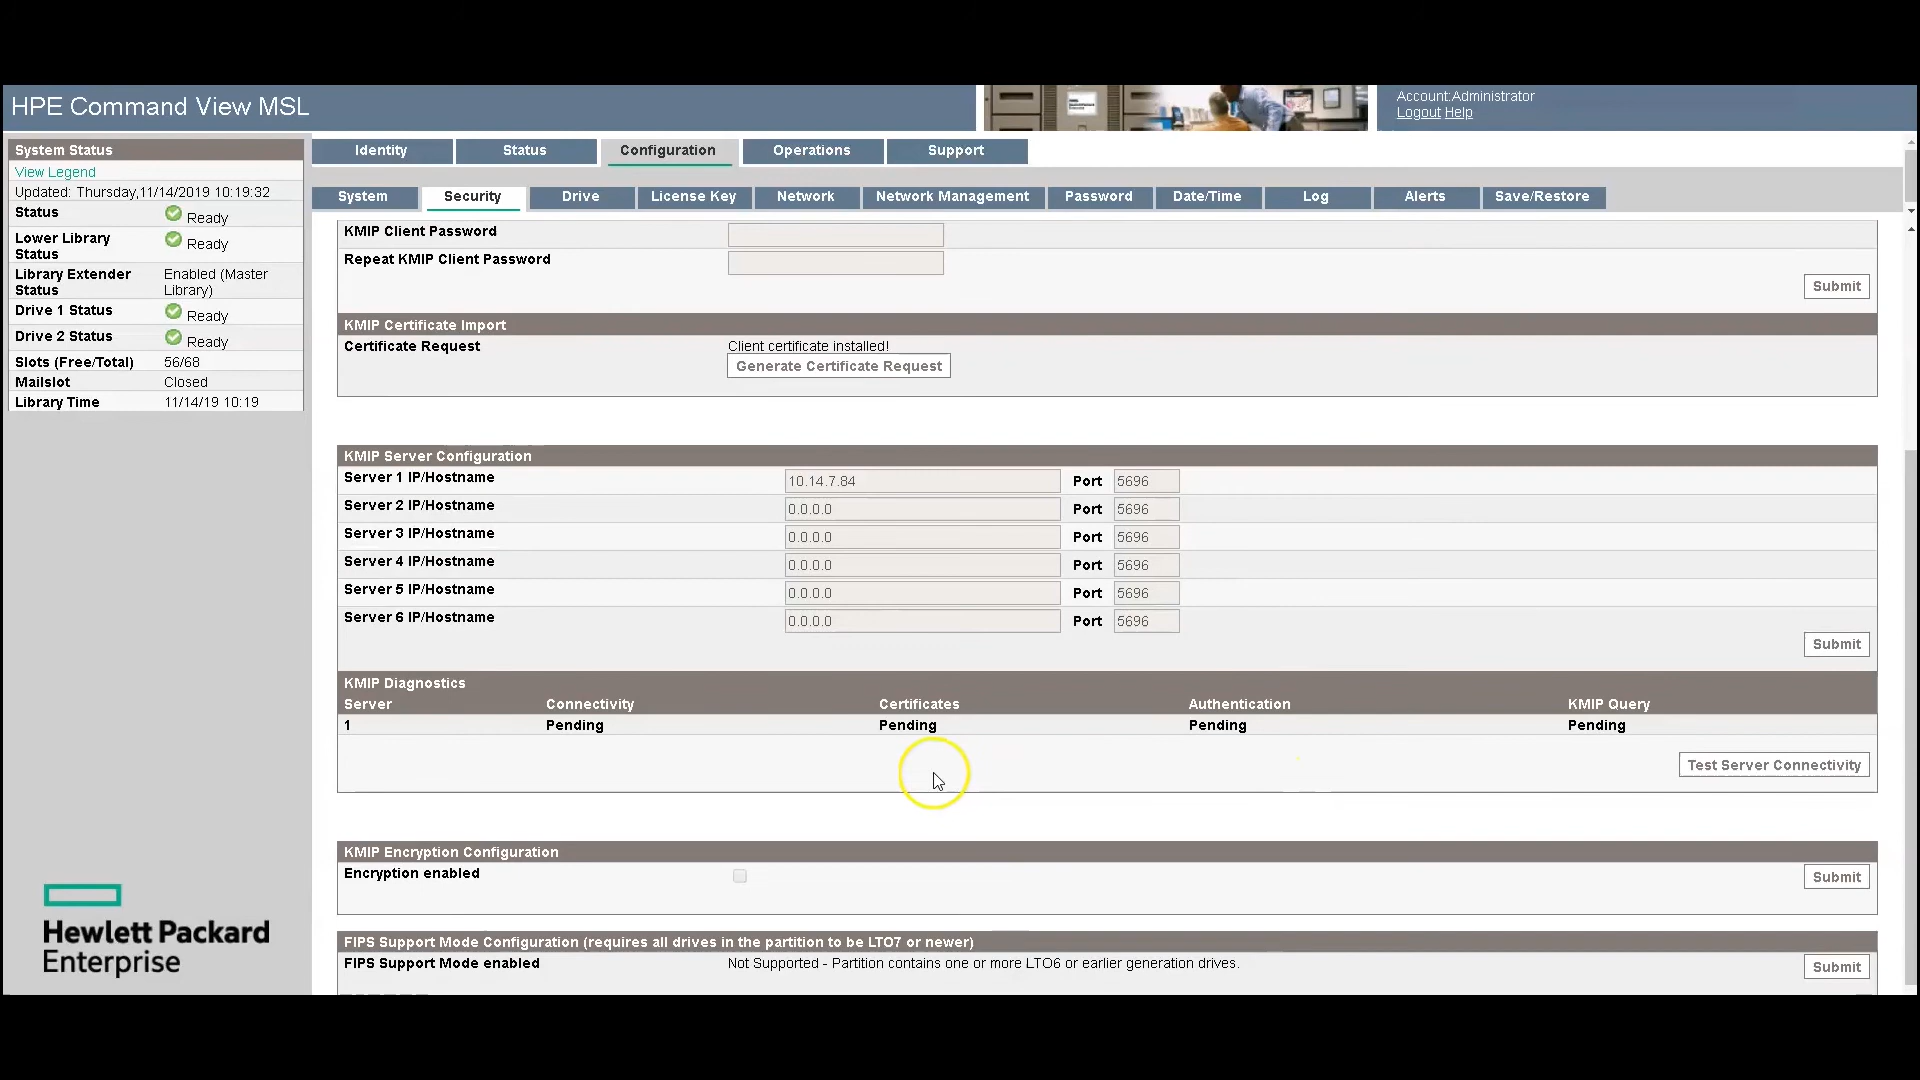 HPE Command View MSL
Account:Administrator
Logout Help
Identity Status Configuration Operations Support
System Security Drive License Key Network Network Management Password Date/Time Log Alerts Save/Restore
System Status
View Legend
Updated: Thursday,11/14/2019 10:19:32
Status Ready
Lower Library Status Ready
Library Extender Status Enabled (Master Library)
Drive 1 Status Ready
Drive 2 Status Ready
Slots (Free/Total) 56/68
Mailslot Closed
Library Time 11/14/19 10:19
Hewlett Packard
Enterprise
KMIP Client Password
Repeat KMIP Client Password
Submit
KMIP Certificate Import
Certificate Request Client certificate installed!
Generate Certificate Request
KMIP Server Configuration
Server 1 IP/Hostname 10.14.7.84 Port 5696
Server 2 IP/Hostname 0.0.0.0 Port 5696
Server 3 IP/Hostname 0.0.0.0 Port 5696
Server 4 IP/Hostname 0.0.0.0 Port 5696
Server 5 IP/Hostname 0.0.0.0 Port 5696
Server 6 IP/Hostname 0.0.0.0 Port 5696
Submit
KMIP Diagnostics
Server Connectivity Certificates Authentication KMIP Query
1 Pending Pending Pending Pending
Test Server Connectivity
KMIP Encryption Configuration
Encryption enabled
Submit
FIPS Support Mode Configuration (requires all drives in the partition to be LTO7 or newer)
FIPS Support Mode enabled Not Supported - Partition contains one or more LTO6 or earlier generation drives.
Submit